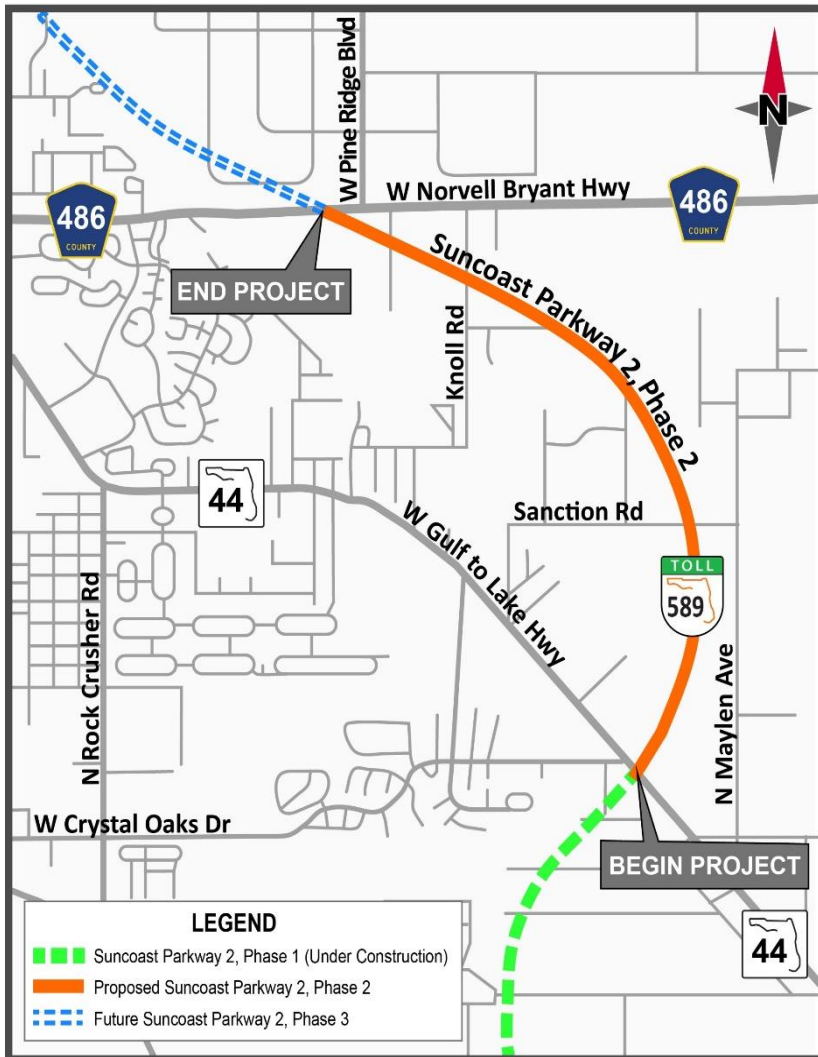 W Pine Ridge Blvd
N
W Norvell Bryant Hwy
486
COUNTY
486
COUNTY
END PROJECT
Suncoast Parkway 2, Phase 2
Knoll Rd
44
W Gulf to Lake Hwy
Sanction Rd
TOLL
589
N Rock Crusher Rd
N Maylen Ave
W Crystal Oaks Dr
BEGIN PROJECT
44
LEGEND
Suncoast Parkway 2, Phase 1 (Under Construction)
Proposed Suncoast Parkway 2, Phase 2
Future Suncoast Parkway 2, Phase 3